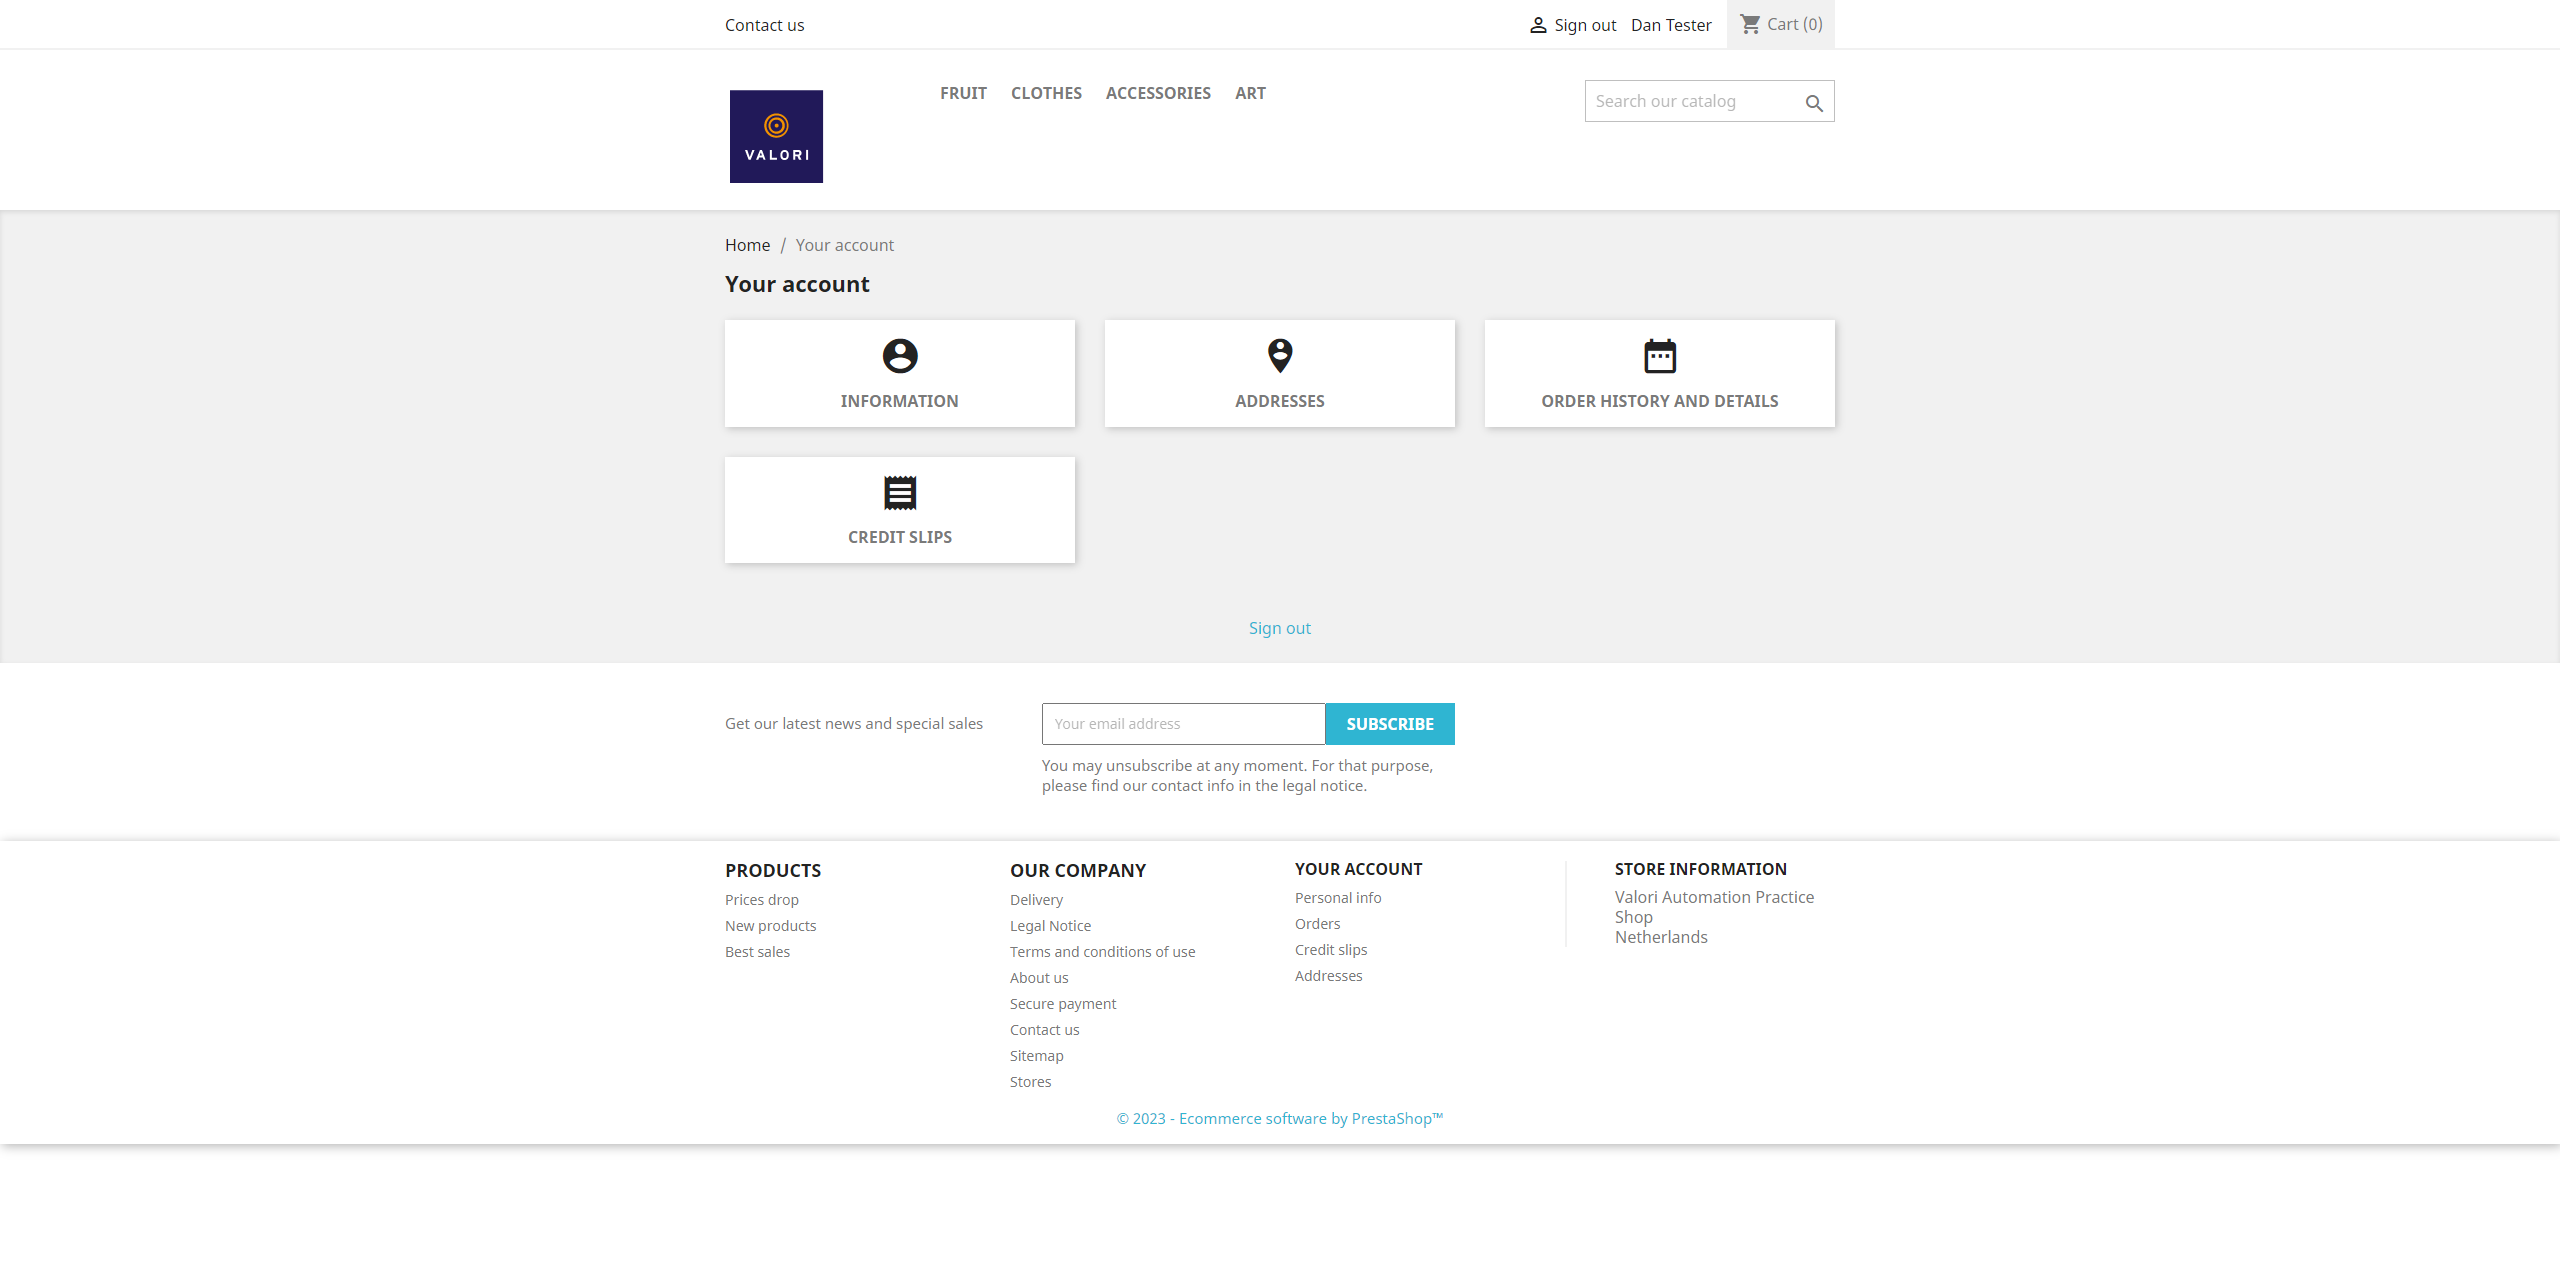 Contact us
Sign out Dan Tester Cart (0)
VALORI
FRUIT CLOTHES ACCESSORIES ART
Search our catalog
Home / Your account
Your account
INFORMATION
ADDRESSES
ORDER HISTORY AND DETAILS
CREDIT SLIPS
Sign out
Get our latest news and special sales
Your email address
SUBSCRIBE
You may unsubscribe at any moment. For that purpose,
please find our contact info in the legal notice.
PRODUCTS
Prices drop
New products
Best sales
OUR COMPANY
Delivery
Legal Notice
Terms and conditions of use
About us
Secure payment
Contact us
Sitemap
Stores
YOUR ACCOUNT
Personal info
Orders
Credit slips
Addresses
STORE INFORMATION
Valori Automation Practice
Shop
Netherlands
© 2023 - Ecommerce software by PrestaShop™